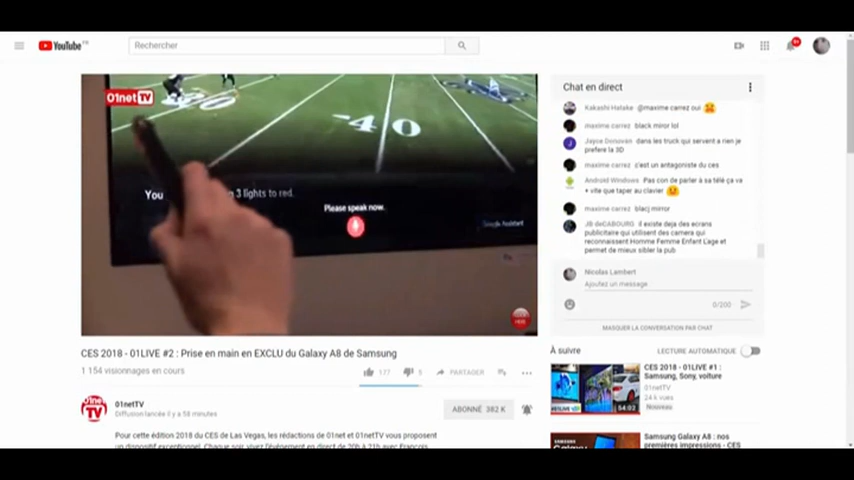 YouTube FR
Rechercher
9+
01netTV
40
You
3 lights to red.
Please speak now.
Google Assistant
Chat en direct
Kakashi Hatake @maxime carrez oui
maxime carrez black miror lol
Jayce Donovan dans les truck qui servent a rien je
prefere la 3D
maxime carrez c'est un antagoniste du ces
Android Windows Pas con de parler à sa télé ça va
+ vite que taper au clavier
maxime carrez blacj mirror
JB deCABOURG il existe deja des ecrans
publicitaire qui utilisent des camera qui
reconnaissent Homme Femme Enfant Lage et
permet de mieux sibler la pub
Nicolas Lambert
Ajoutez un message
0/200
MASQUER LA CONVERSATION PAR CHAT
CES 2018 - 01LIVE #2 : Prise en main en EXCLU du Galaxy A8 de Samsung
1 154 visionnages en cours
177
PARTAGER
À suivre
LECTURE AUTOMATIQUE
CES 2018 - 01LIVE #1 :
Samsung, Sony, voiture
01netTV
24 k vues
Nouveau
54:02
01netTV
Diffusion lancée il y a 58 minutes
ABONNÉ 382 K
Samsung Galaxy A8 : nos
premières impressions - CES
Pour cette édition 2018 du CES de Las Vegas, les rédactions de 01net et 01netTV vous proposent
un dispositif exceptionnel. Chaque soir, vivez l'événement en direct de 20h à 21h avec François